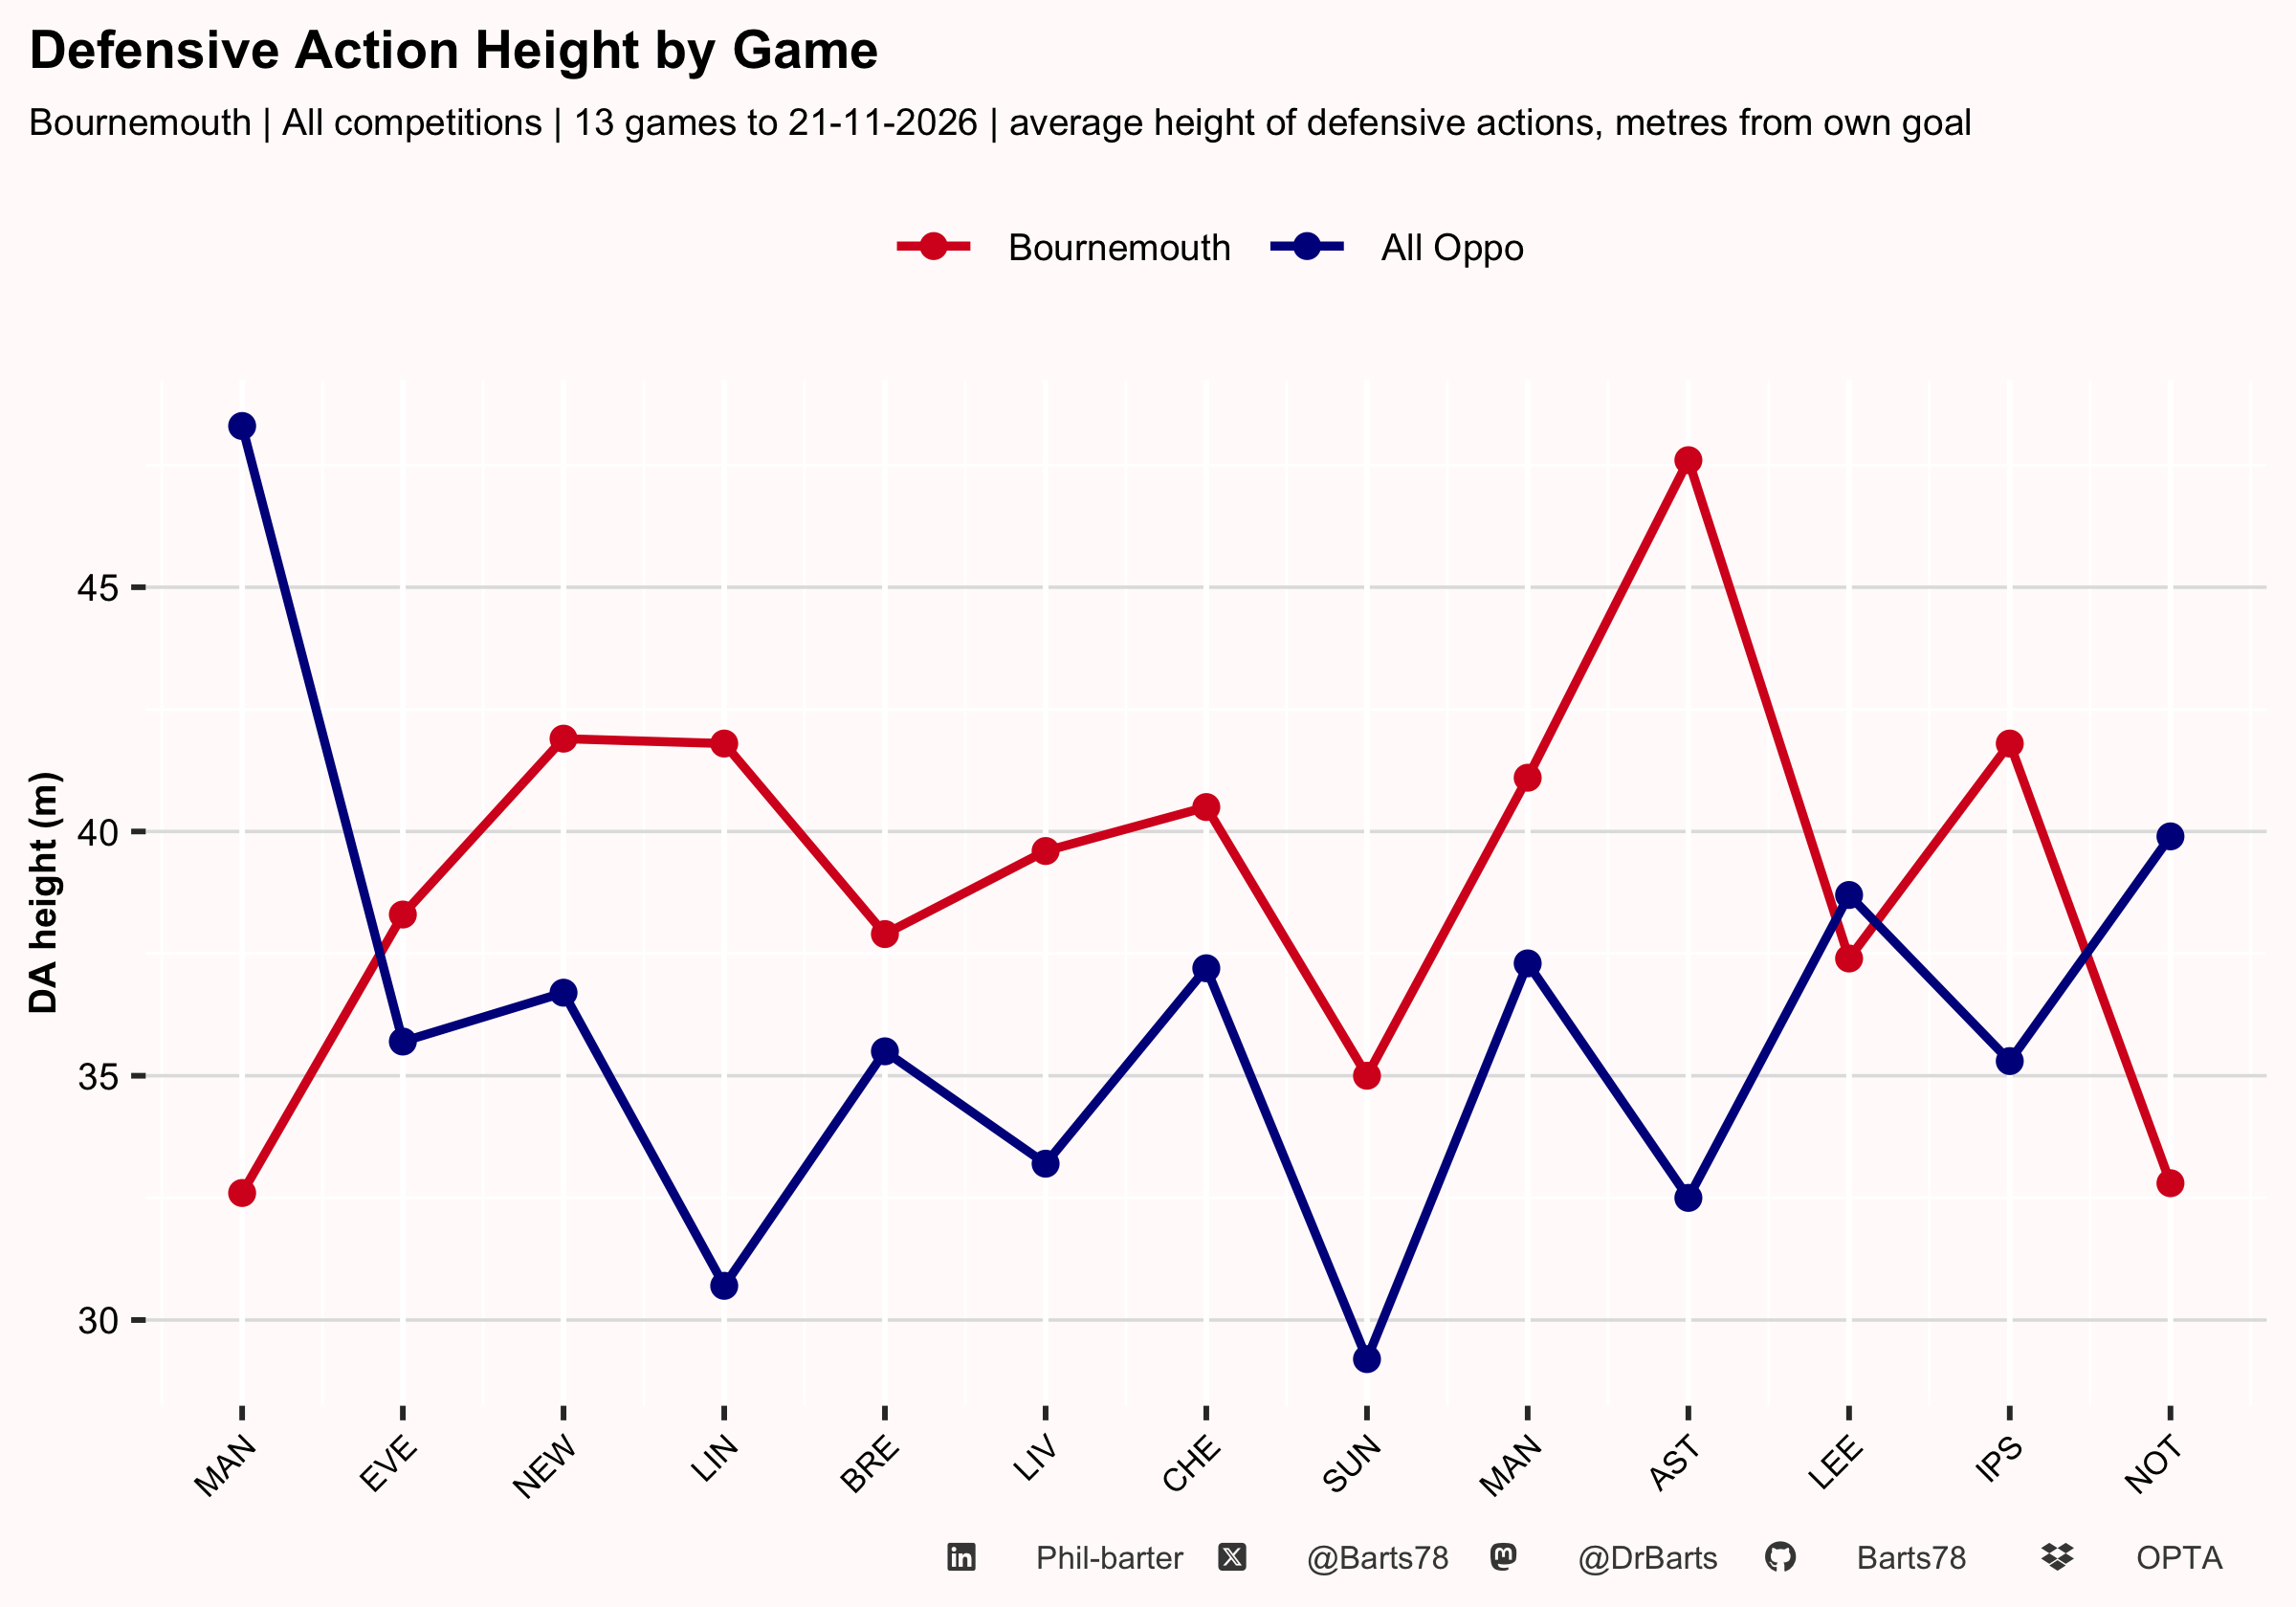 Defensive Action Height by Game
Bournemouth | All competitions | 13 games to 21-11-2026 | average height of defensive actions, metres from own goal
Bournemouth All Oppo
DA height (m)
45
40
35
30
MAN EVE NEW LIN BRE LIV CHE SUN MAN AST LEE IPS NOT
Phil-barter @Barts78 @DrBarts Barts78 OPTA